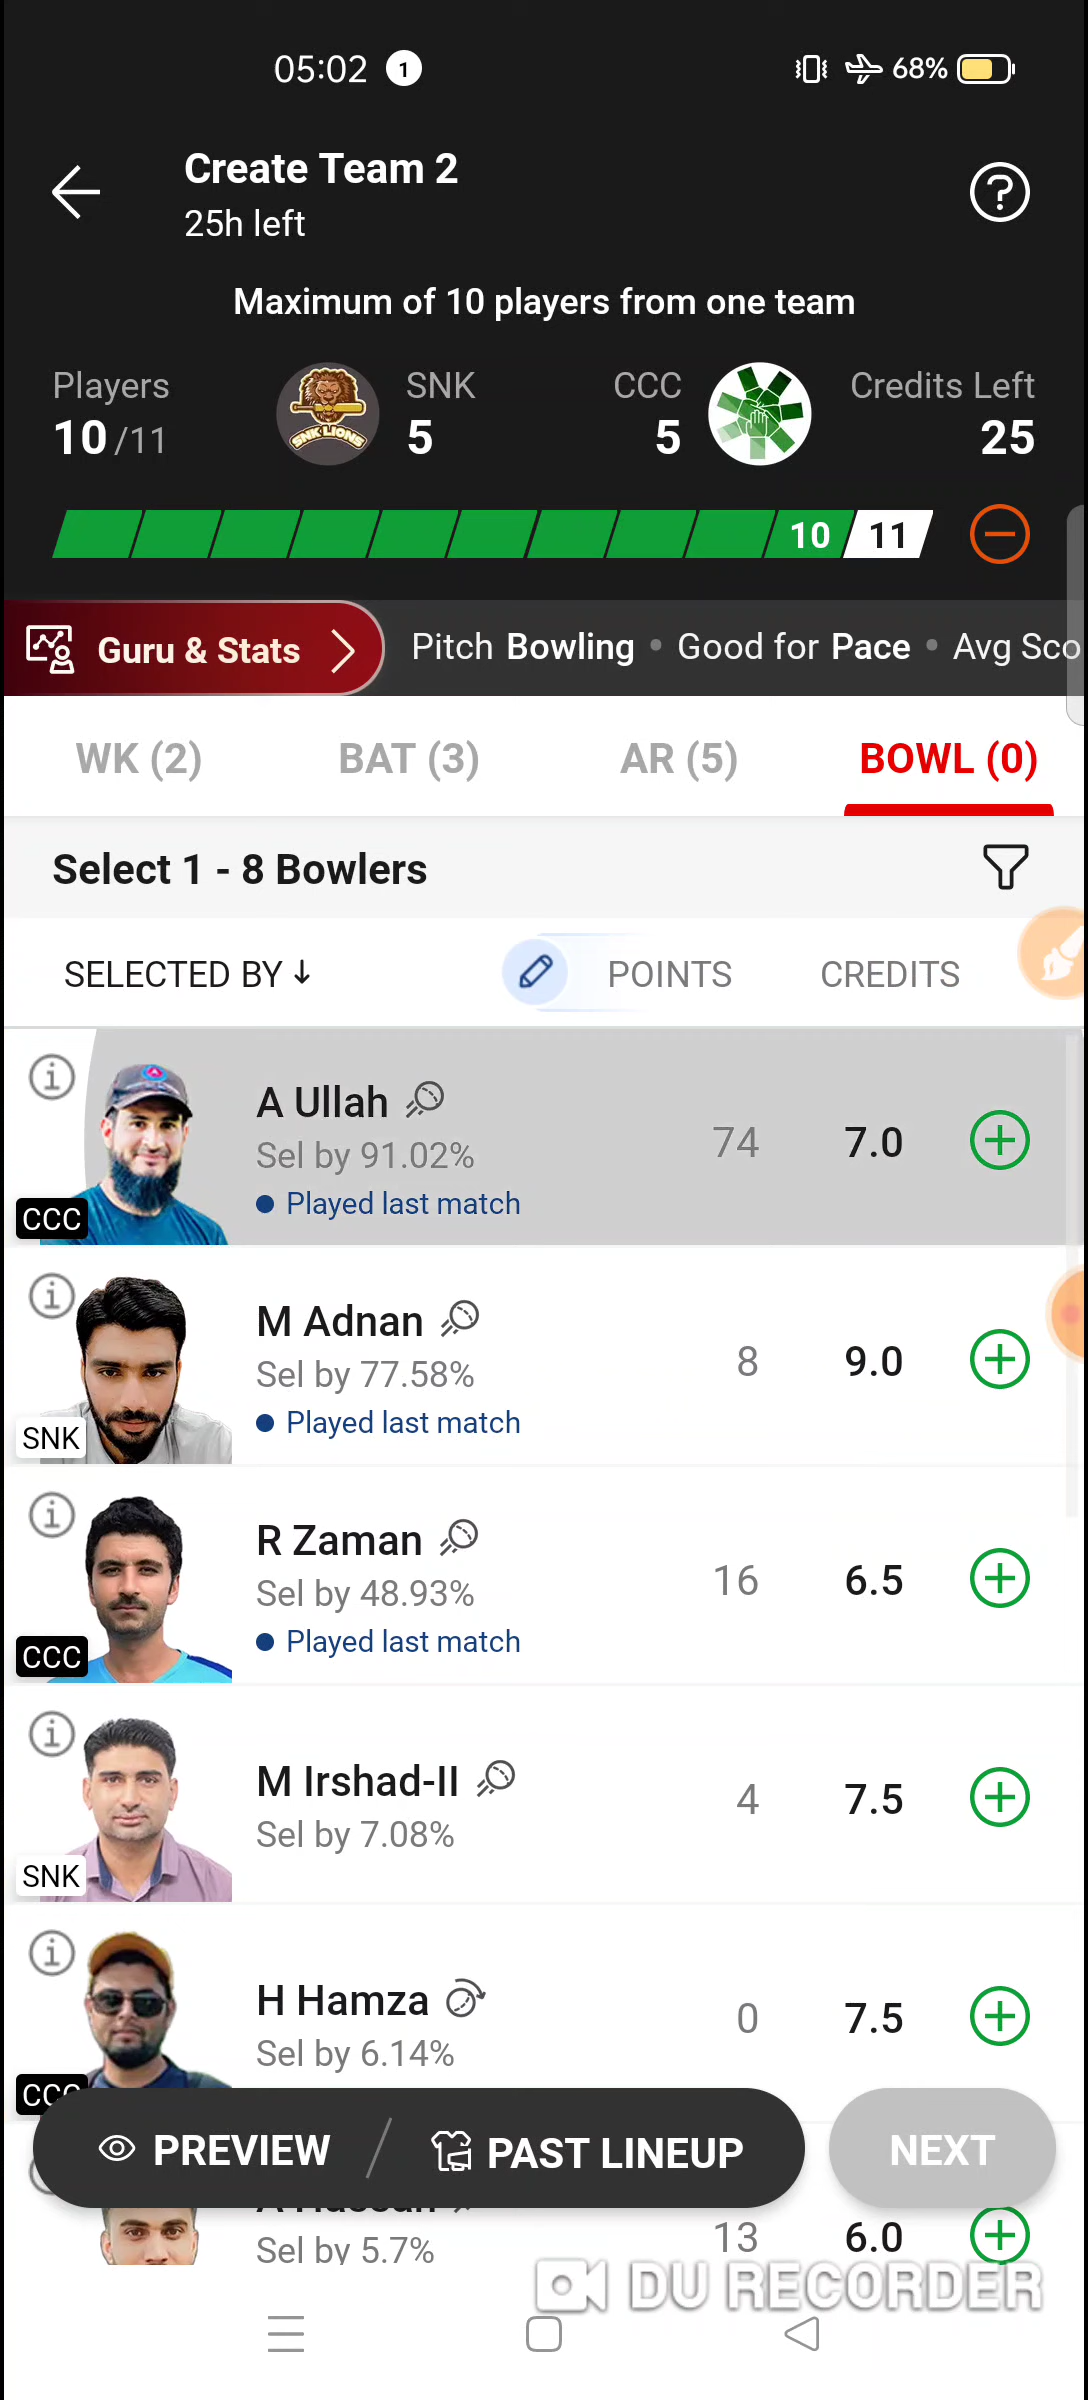 05:02 1 68%
Create Team 2
25h left
Maximum of 10 players from one team
Players SNK CCC Credits Left
10/11 5 5 25
SNK LIONS
10 11
Guru & Stats Pitch Bowling • Good for Pace • Avg Sco
WK (2) BAT (3) AR (5) BOWL (0)
Select 1 - 8 Bowlers
SELECTED BY ↓ POINTS CREDITS
A Ullah
Sel by 91.02% 74 7.0
Played last match
CCC
M Adnan
Sel by 77.58% 8 9.0
Played last match
SNK
R Zaman
Sel by 48.93% 16 6.5
Played last match
CCC
M Irshad-II
Sel by 7.08% 4 7.5
SNK
H Hamza
Sel by 6.14% 0 7.5
CCC
PREVIEW / PAST LINEUP NEXT
Sel by 5.7% 13 6.0
DU RECORDER